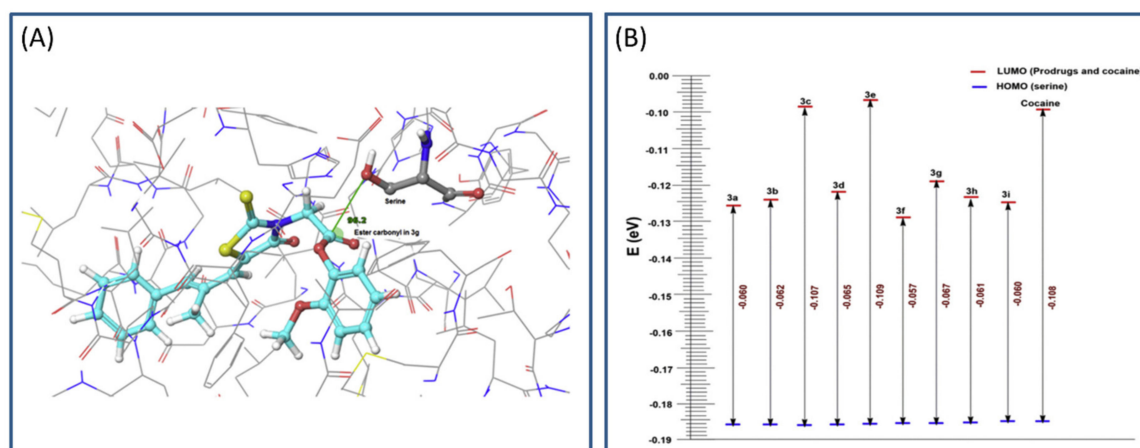 (A)
Serine
96.2
Ester carbonyl in 3g
(B)
LUMO (Prodrugs and cocaine
HOMO (serine)
Cocaine
E (eV)
0.00
-0.10
-0.11
-0.12
-0.13
-0.14
-0.15
-0.16
-0.17
-0.18
-0.19
3a
3b
3c
3d
3e
3f
3g
3h
3i
-0.060
-0.062
-0.107
-0.065
-0.109
-0.057
-0.067
-0.061
-0.060
-0.108